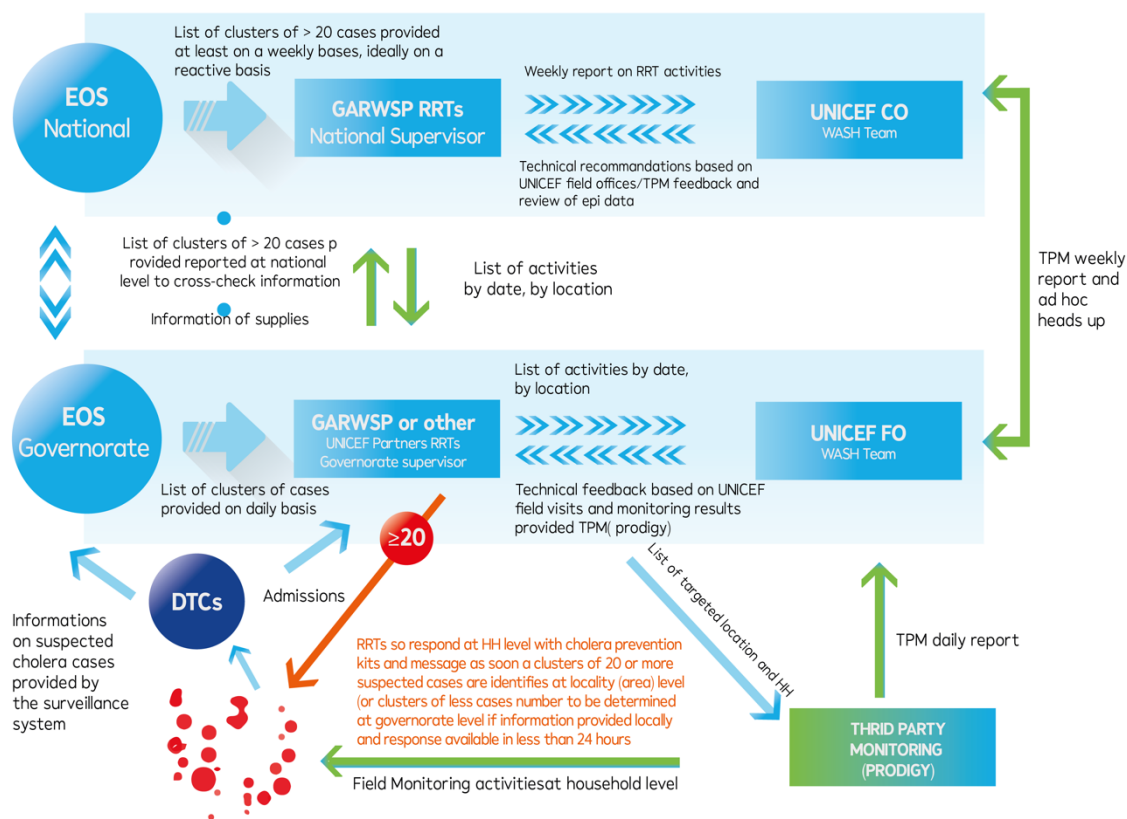 List of clusters of > 20 cases provided
at least on a weekly bases, ideally on a
reactive basis
EOS
National
GARWSP RRTs
National Supervisor
Weekly report on RRT activities
Technical recommandations based on
UNICEF field offices/TPM feedback and
review of epi data
UNICEF CO
WASH Team
List of clusters of > 20 cases p
rovided reported at national
level to cross-check information
Information of supplies
List of activities
by date, by location
TPM weekly
report and
ad hoc
heads up
EOS
Governorate
List of clusters of cases
provided on daily basis
GARWSP or other
UNICEF Partners RRTs
Governorate supervisor
List of activities by date,
by location
Technical feedback based on UNICEF
field visits and monitoring results
provided TPM( prodigy)
UNICEF FO
WASH Team
≥20
DTCs
Admissions
Informations
on suspected
cholera cases
provided by
the surveillance
system
RRTs so respond at HH level with cholera prevention
kits and message as soon a clusters of 20 or more
suspected cases are identifies at locality (area) level
(or clusters of less cases number to be determined
at governorate level if information provided locally
and response available in less than 24 hours
List of targeted location and HH
TPM daily report
THRID PARTY
MONITORING
(PRODIGY)
Field Monitoring activitiesat household level